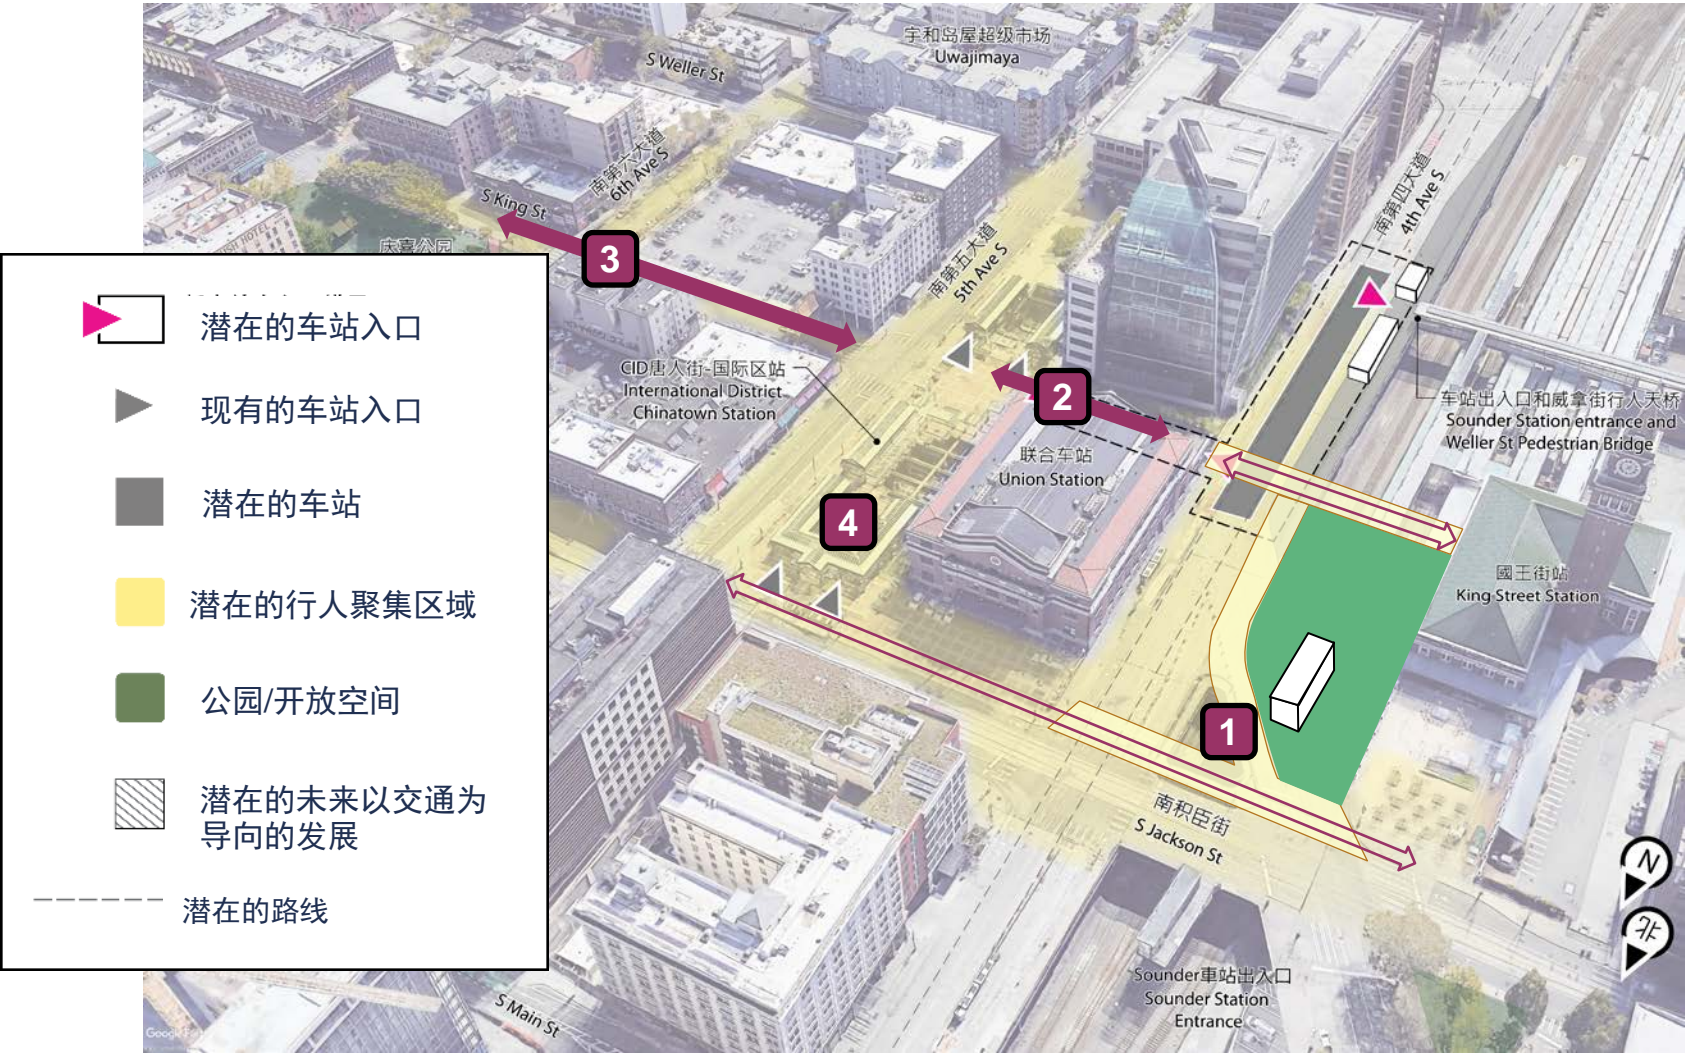 宇和岛屋超级市场
Uwajimaya
S Weller St
南第六大道
6th Ave S
S King St
庆喜公园
南第五大道
5th Ave S
南第四大道
4th Ave S
3
2
4
1
CID唐人街-国际区站
International District
Chinatown Station
联合车站
Union Station
车站出入口和威拿街行人天桥
Sounder Station entrance and
Weller St Pedestrian Bridge
國王街站
King Street Station
南积臣街
S Jackson St
Sounder車站出入口
Sounder Station
Entrance
S Main St
N
北
潜在的车站入口
现有的车站入口
潜在的车站
潜在的行人聚集区域
公园/开放空间
潜在的未来以交通为
导向的发展
潜在的路线
Google